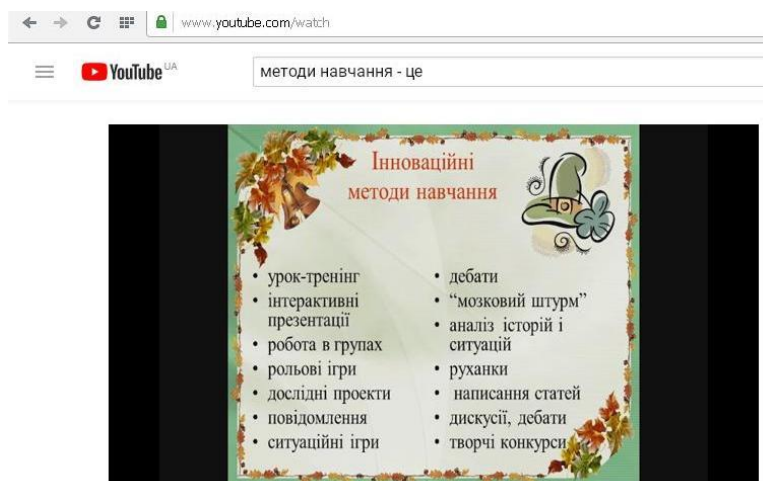 www.youtube.com/watch
YouTube UA
методи навчання - це
Інноваційні
методи навчання
• урок-тренінг
• інтерактивні
презентації
• робота в групах
• рольові ігри
• дослідні проекти
• повідомлення
• ситуаційні ігри
• дебати
• “мозковий штурм”
• аналіз історій і
ситуацій
• руханки
• написання статей
• дискусії, дебати
• творчі конкурси